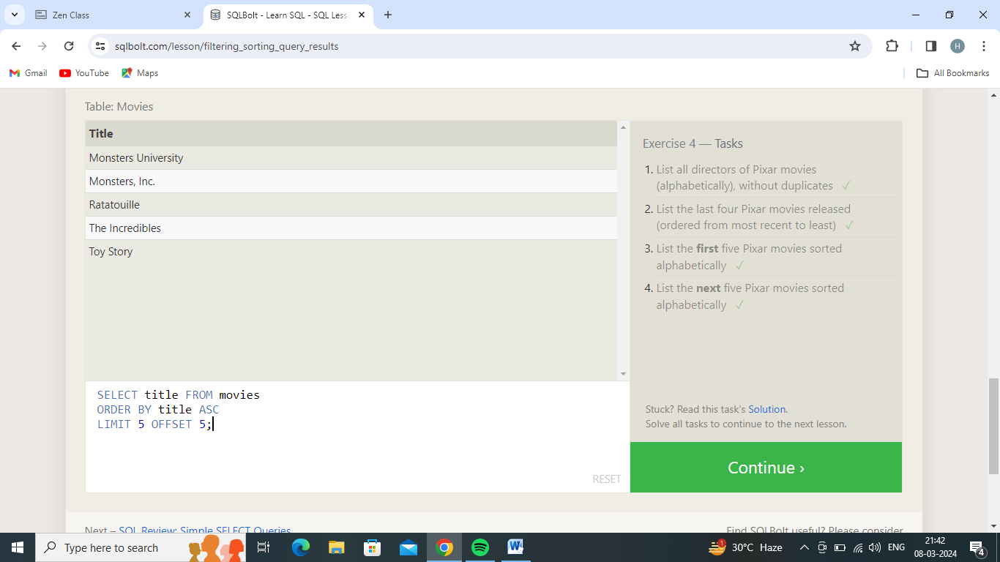 Zen Class
SQLBolt - Learn SQL - SQL Less
sqlbolt.com/lesson/filtering_sorting_query_results
H
Gmail
YouTube
Maps
All Bookmarks
Table: Movies
Title
Monsters University
Monsters, Inc.
Ratatouille
The Incredibles
Toy Story
SELECT title FROM movies
ORDER BY title ASC
LIMIT 5 OFFSET 5;
RESET
Exercise 4 — Tasks
1. List all directors of Pixar movies
(alphabetically), without duplicates ✓
2. List the last four Pixar movies released
(ordered from most recent to least) ✓
3. List the first five Pixar movies sorted
alphabetically ✓
4. List the next five Pixar movies sorted
alphabetically ✓
Stuck? Read this task's Solution.
Solve all tasks to continue to the next lesson.
Continue ›
Next – SQL Review: Simple SELECT Queries
Find SQLBolt useful? Please consider
Type here to search
1
30°C Haze
ENG
21:42
08-03-2024
4